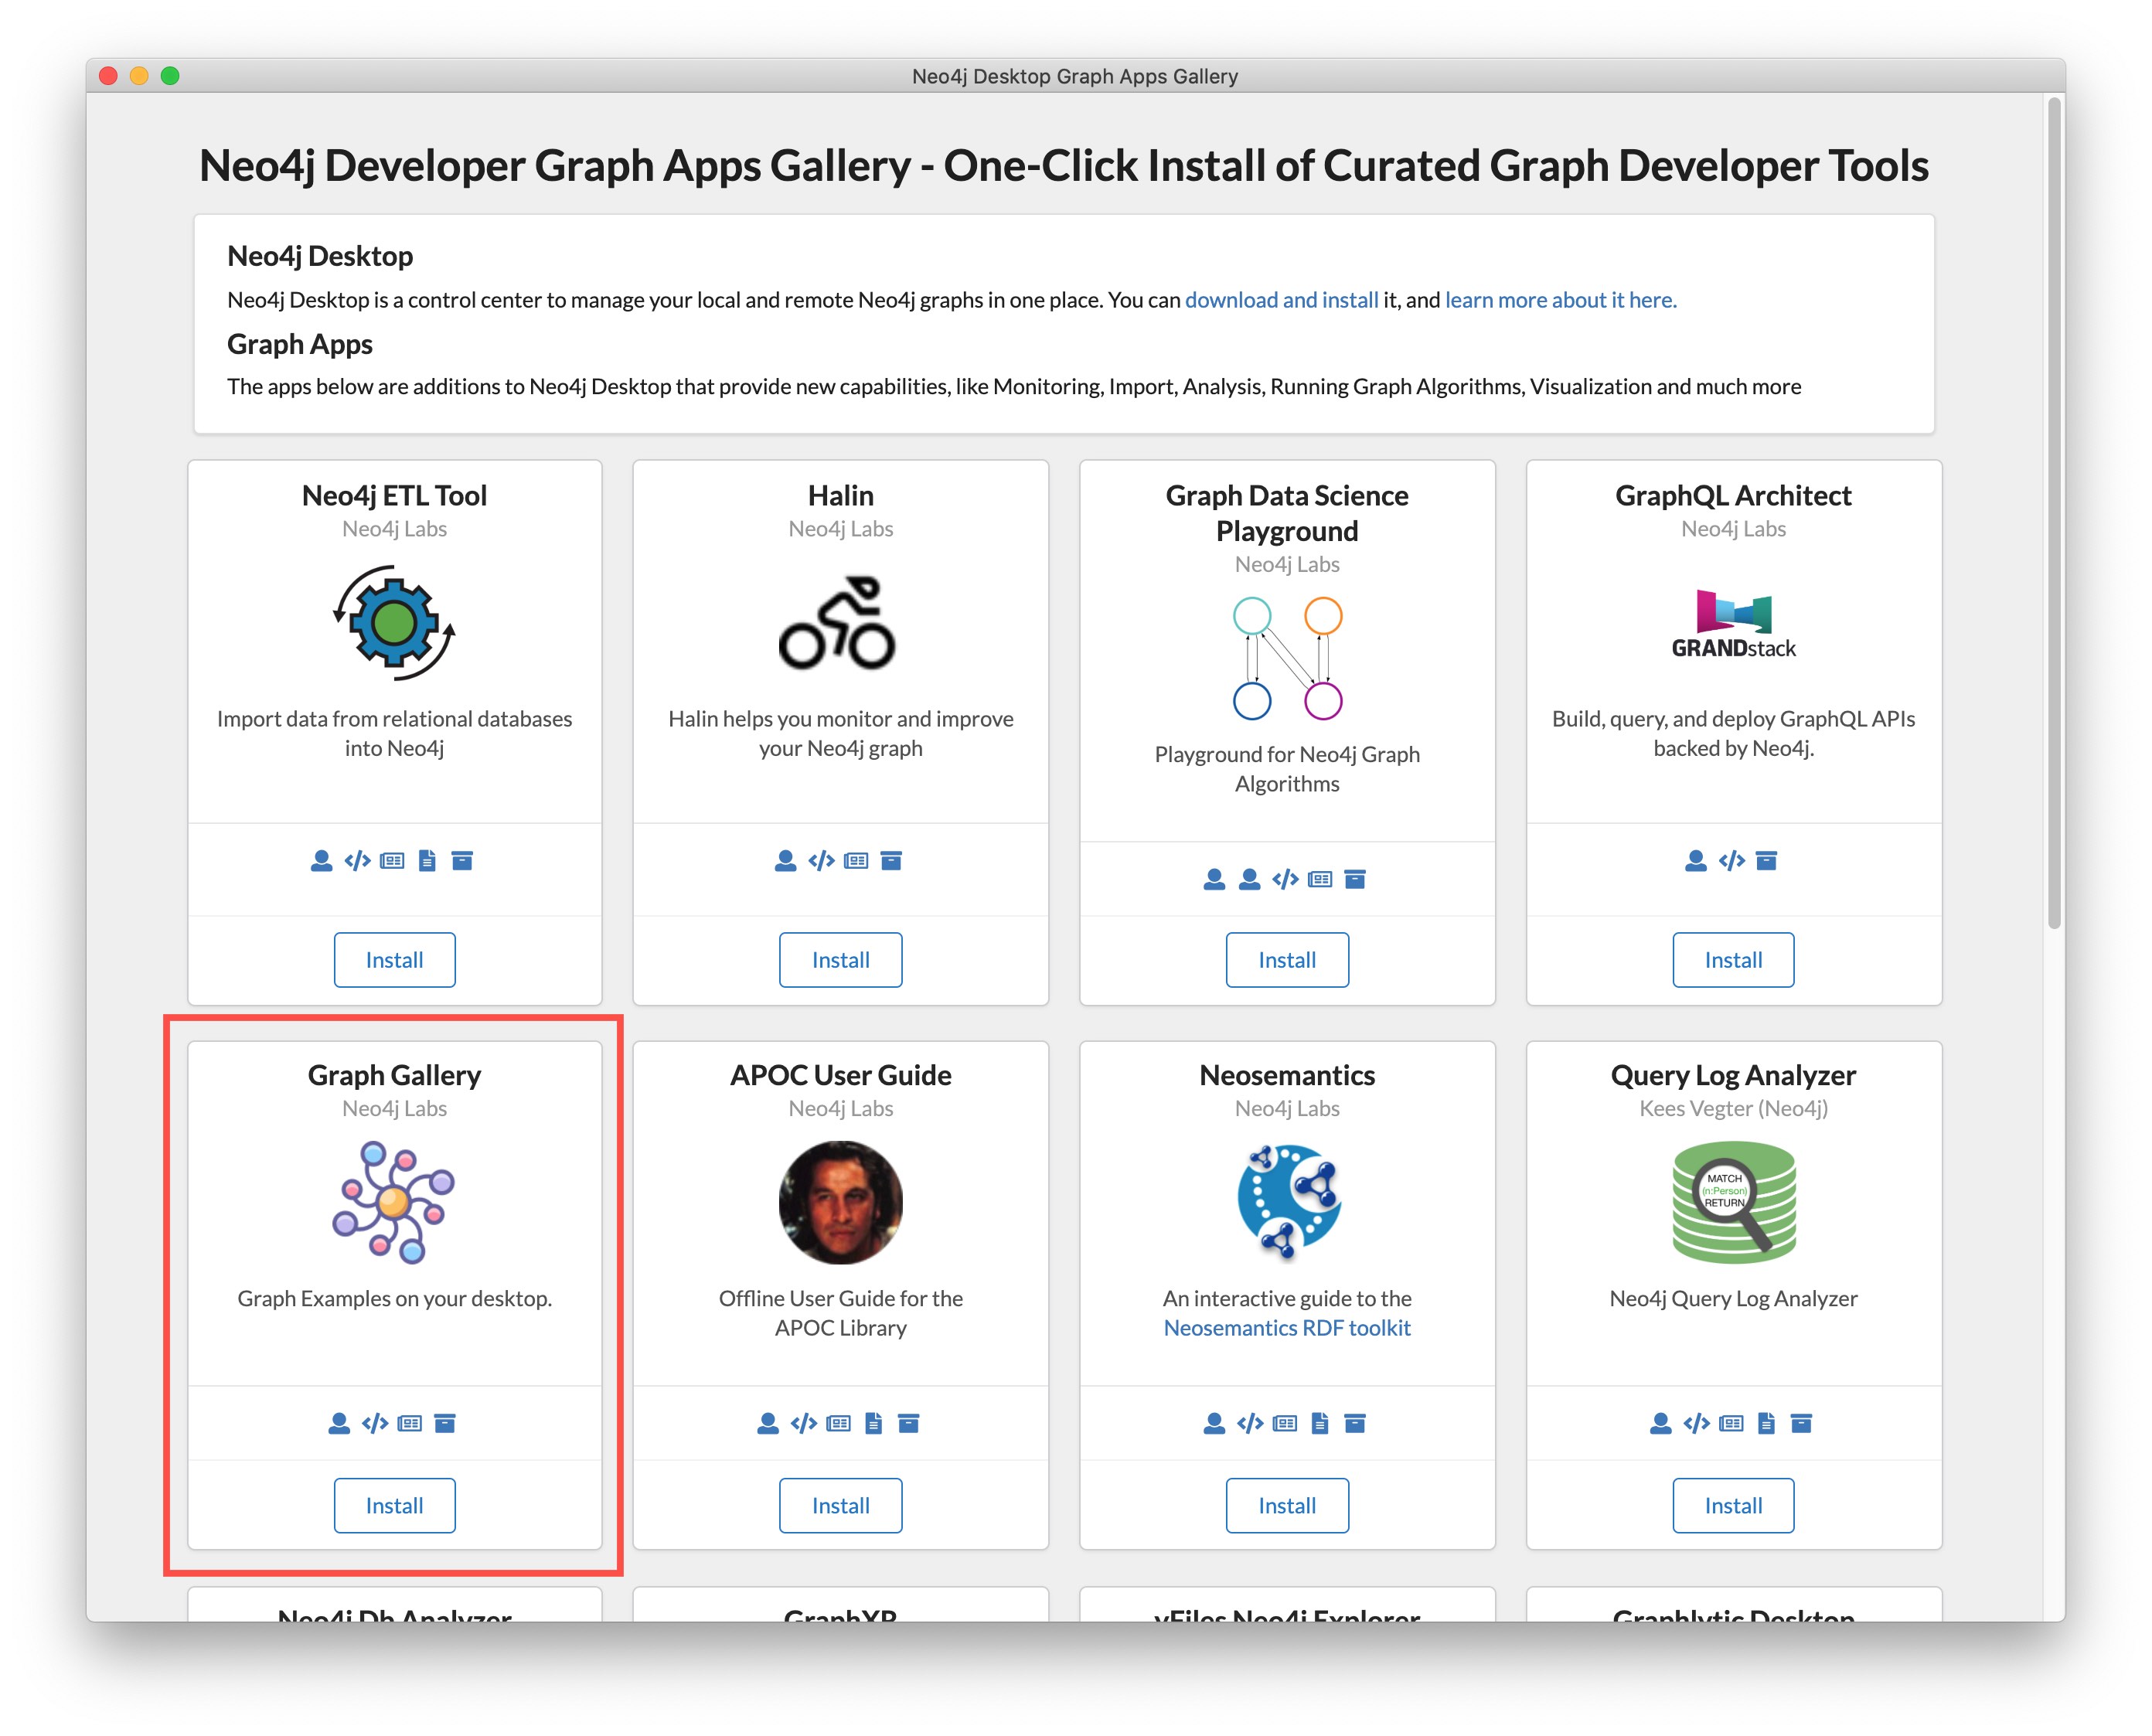 Neo4j Desktop Graph Apps Gallery
Neo4j Developer Graph Apps Gallery - One-Click Install of Curated Graph Developer Tools
Neo4j Desktop
Neo4j Desktop is a control center to manage your local and remote Neo4j graphs in one place. You can download and install it, and learn more about it here.
Graph Apps
The apps below are additions to Neo4j Desktop that provide new capabilities, like Monitoring, Import, Analysis, Running Graph Algorithms, Visualization and much more
Neo4j ETL Tool
Neo4j Labs
Import data from relational databases
into Neo4j
Install
Halin
Neo4j Labs
Halin helps you monitor and improve
your Neo4j graph
Install
Graph Data Science
Playground
Neo4j Labs
Playground for Neo4j Graph
Algorithms
Install
GraphQL Architect
Neo4j Labs
GRANDstack
Build, query, and deploy GraphQL APIs
backed by Neo4j.
Install
Graph Gallery
Neo4j Labs
Graph Examples on your desktop.
Install
APOC User Guide
Neo4j Labs
Offline User Guide for the
APOC Library
Install
Neosemantics
Neo4j Labs
An interactive guide to the
Neosemantics RDF toolkit
Install
Query Log Analyzer
Kees Vegter (Neo4j)
MATCH
(n:Person)
RETURN
Neo4j Query Log Analyzer
Install
Neo4j Db Analyzer
GraphXR
yFiles Neo4j Explorer
Graphlytic Desktop